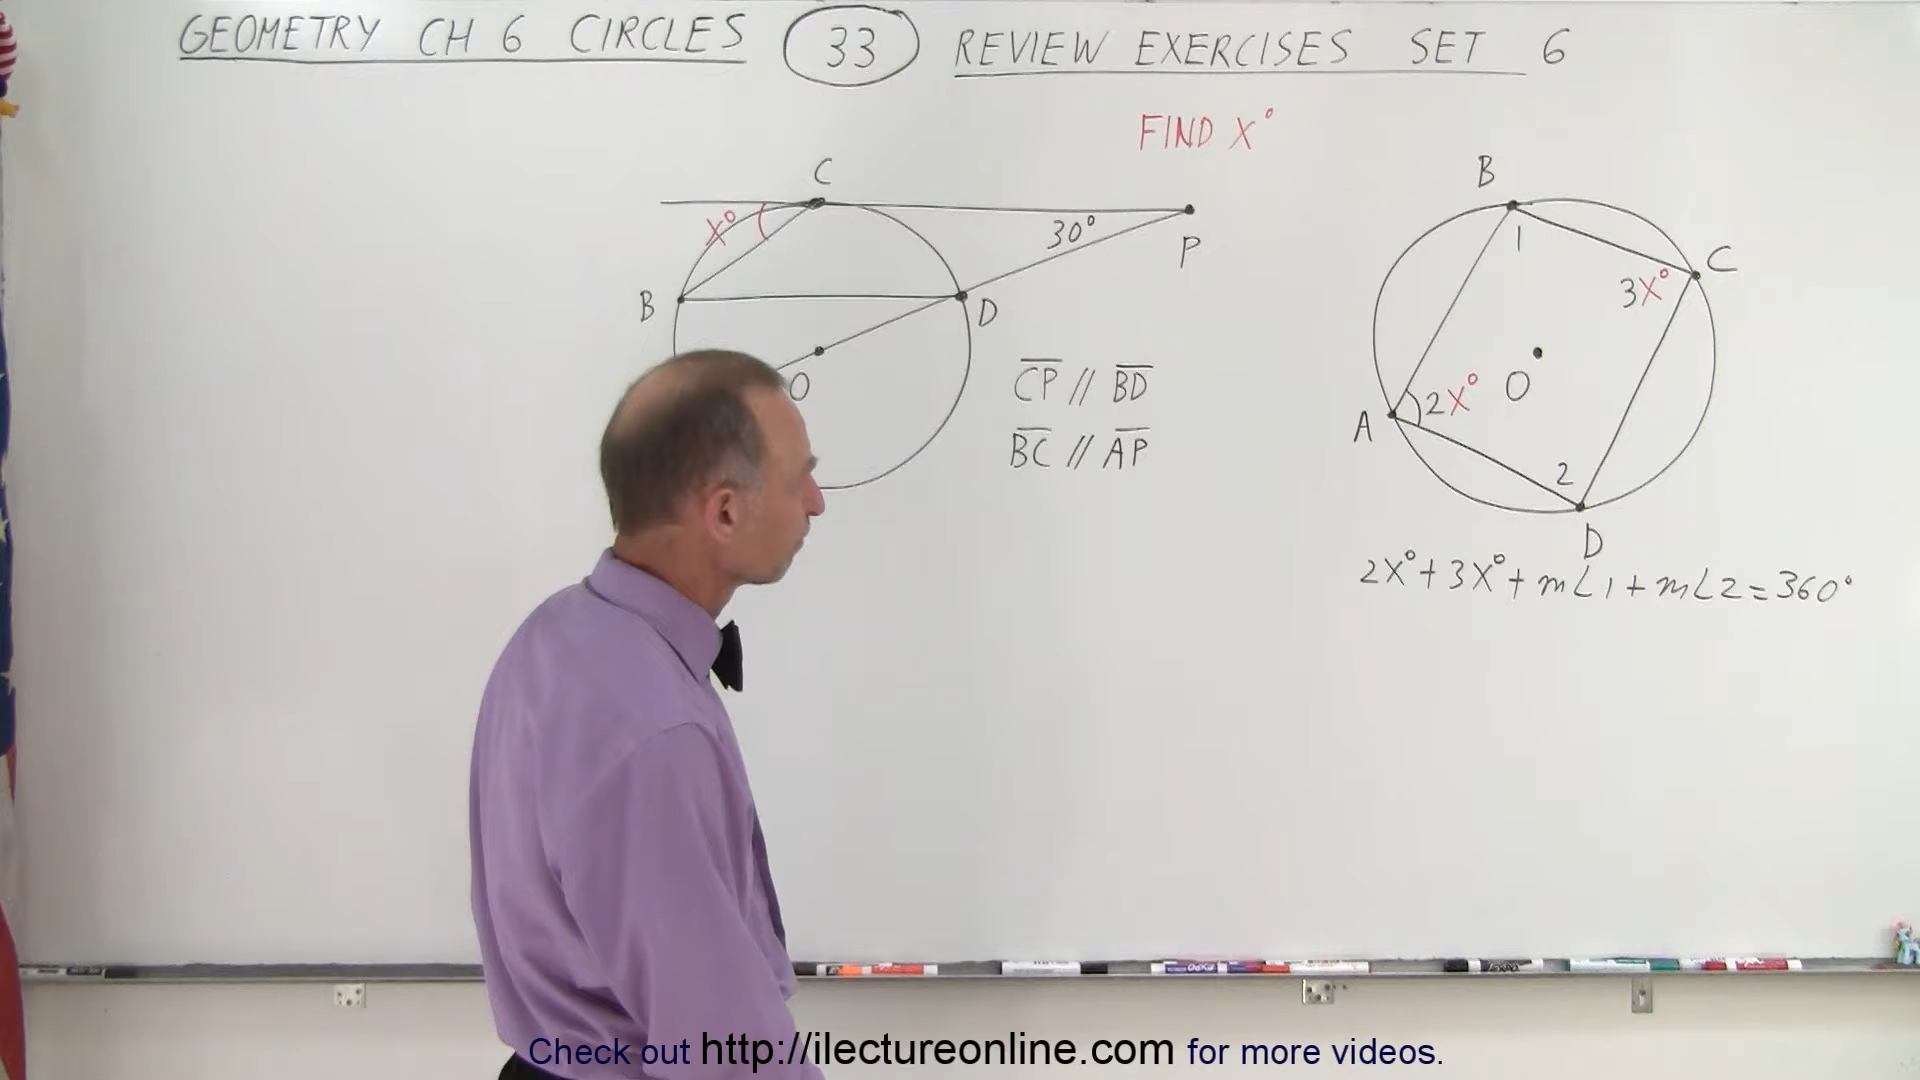 GEOMETRY CH 6 CIRCLES 33 REVIEW EXERCISES SET 6
FIND X°
C
X°
30°
P
B
D
O
CP // BD
BC // AP
B
1
C
3X°
O
2X°
A
2
D
2X° + 3X° + m∠1 + m∠2 = 360°
Check out http://ilectureonline.com for more videos.